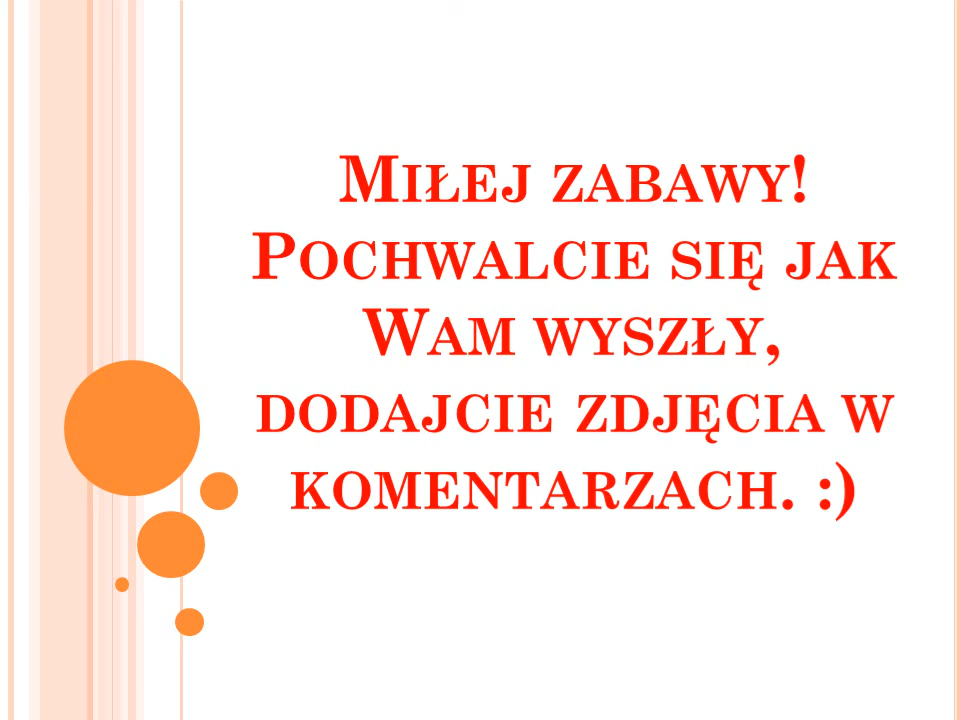 Miłej zabawy!
Pochwalcie się jak
Wam wyszły,
dodajcie zdjęcia w
komentarzach. :)